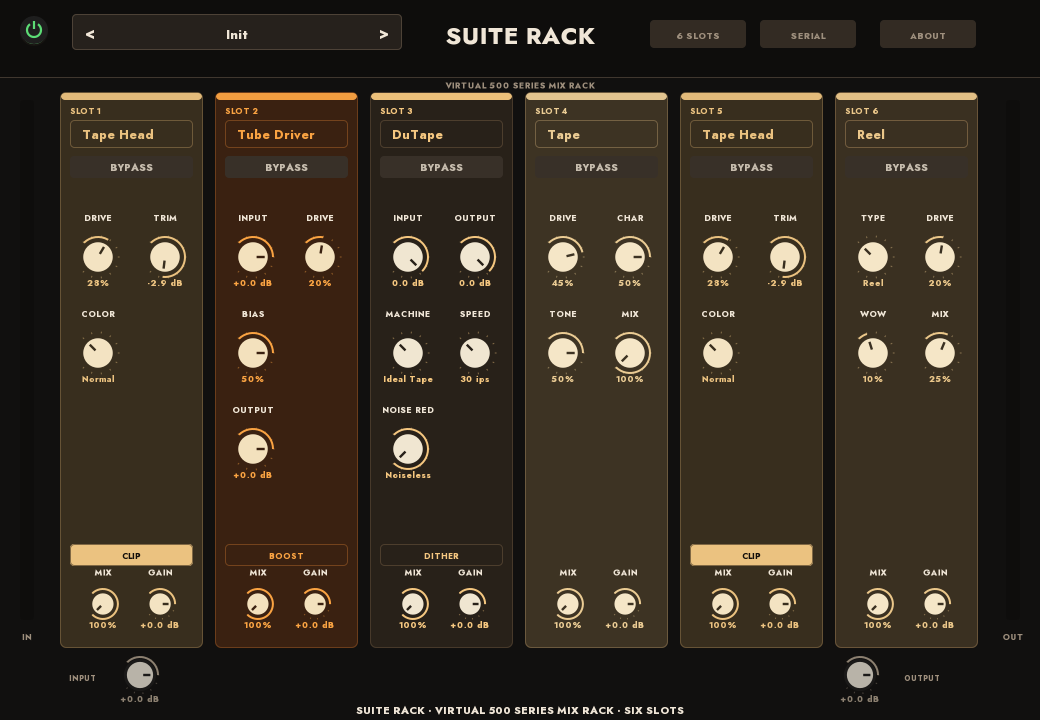 < Init >
SUITE RACK
6 SLOTS SERIAL ABOUT
VIRTUAL 500 SERIES MIX RACK
SLOT 1
Tape Head
BYPASS
DRIVE TRIM
28% -2.9 dB
COLOR
Normal
CLIP
MIX GAIN
100% +0.0 dB
SLOT 2
Tube Driver
BYPASS
INPUT DRIVE
+0.0 dB 20%
BIAS
50%
OUTPUT
+0.0 dB
BOOST
MIX GAIN
100% +0.0 dB
SLOT 3
DuTape
BYPASS
INPUT OUTPUT
0.0 dB 0.0 dB
MACHINE SPEED
Ideal Tape 30 ips
NOISE RED
Noiseless
DITHER
MIX GAIN
100% +0.0 dB
SLOT 4
Tape
BYPASS
DRIVE CHAR
45% 50%
TONE MIX
50% 100%
MIX GAIN
100% +0.0 dB
SLOT 5
Tape Head
BYPASS
DRIVE TRIM
28% -2.9 dB
COLOR
Normal
CLIP
MIX GAIN
100% +0.0 dB
SLOT 6
Reel
BYPASS
TYPE DRIVE
Reel 20%
WOW MIX
10% 25%
MIX GAIN
100% +0.0 dB
IN OUT
INPUT
+0.0 dB
OUTPUT
+0.0 dB
SUITE RACK · VIRTUAL 500 SERIES MIX RACK · SIX SLOTS